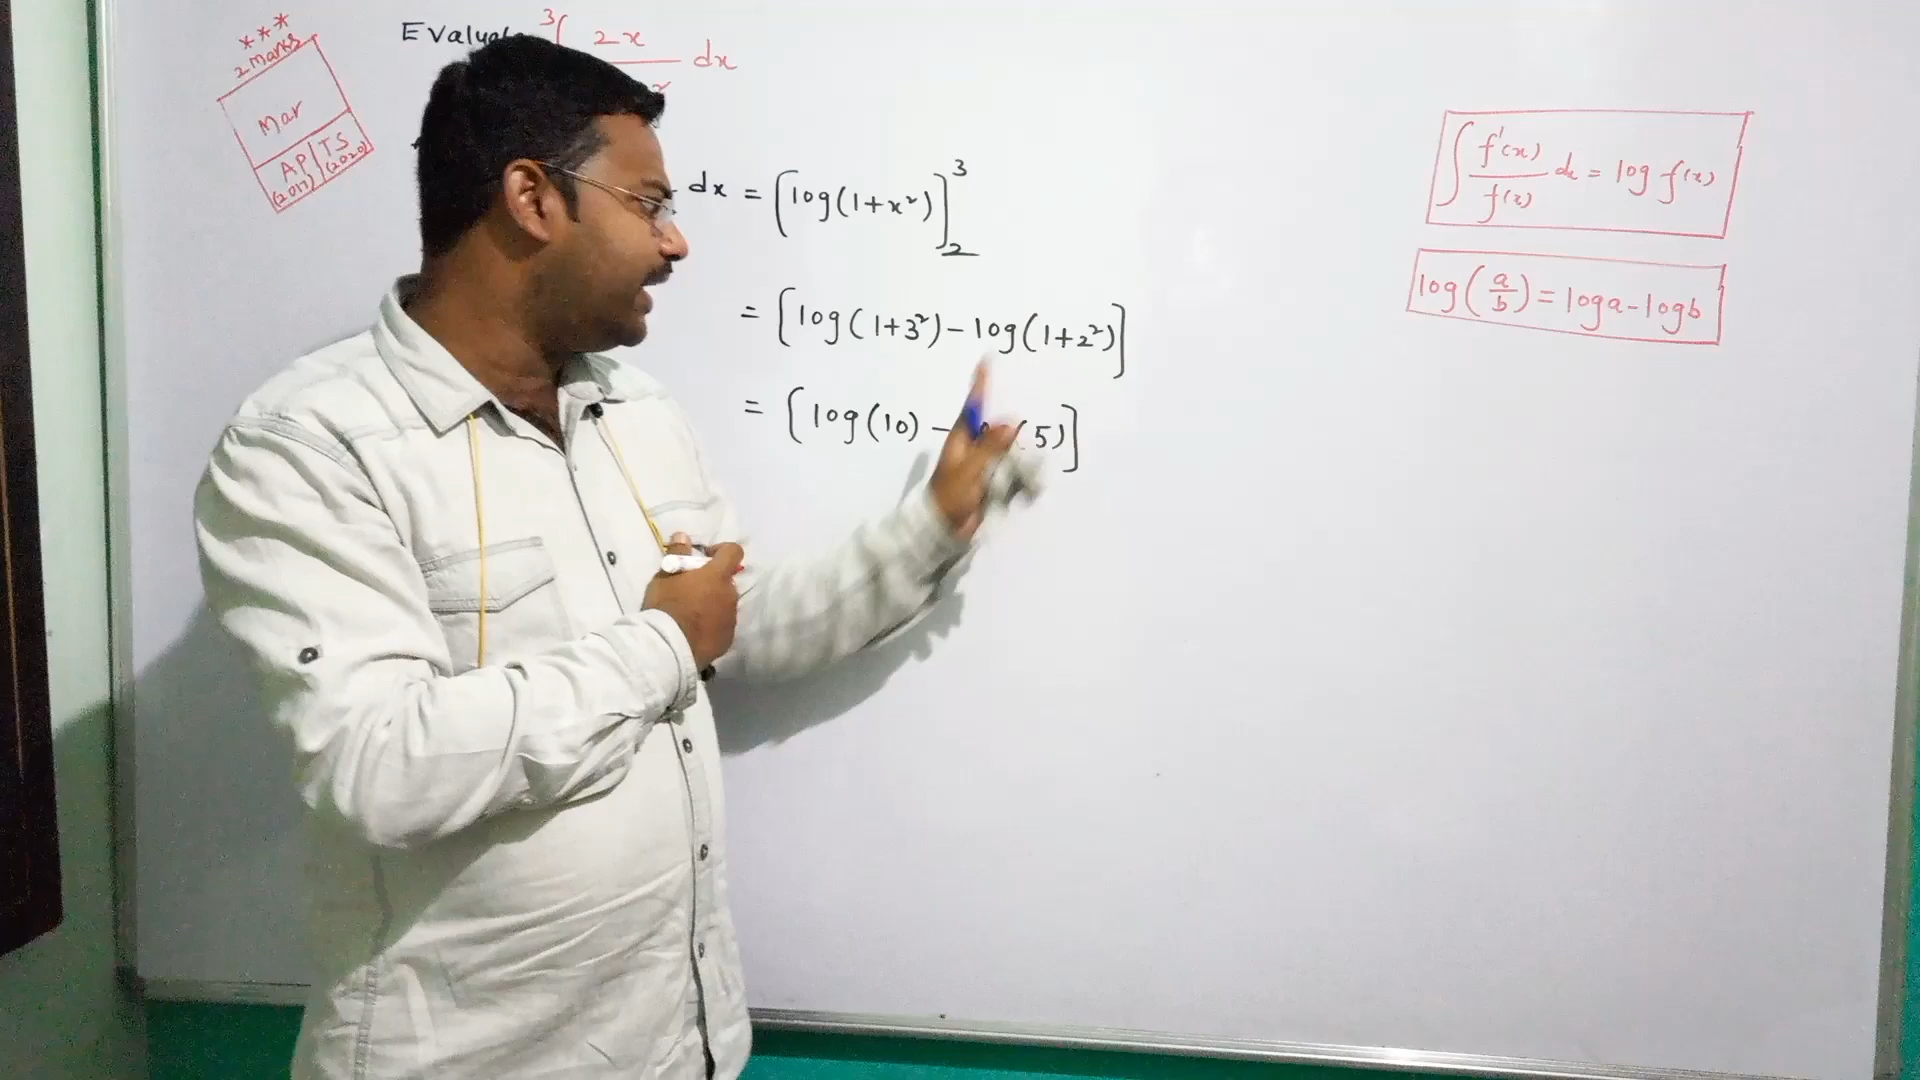 ***
2 Marks
Mar
AP (2017) | TS (2020)
Evaluate ³∫ 2x dx
dx = [log(1+x²)]³₂
= [log(1+3²) - log(1+2²)]
= [log(10) - (5)]
∫ f'(x)/f(x) dx = log f(x)
log(a/b) = log a - log b